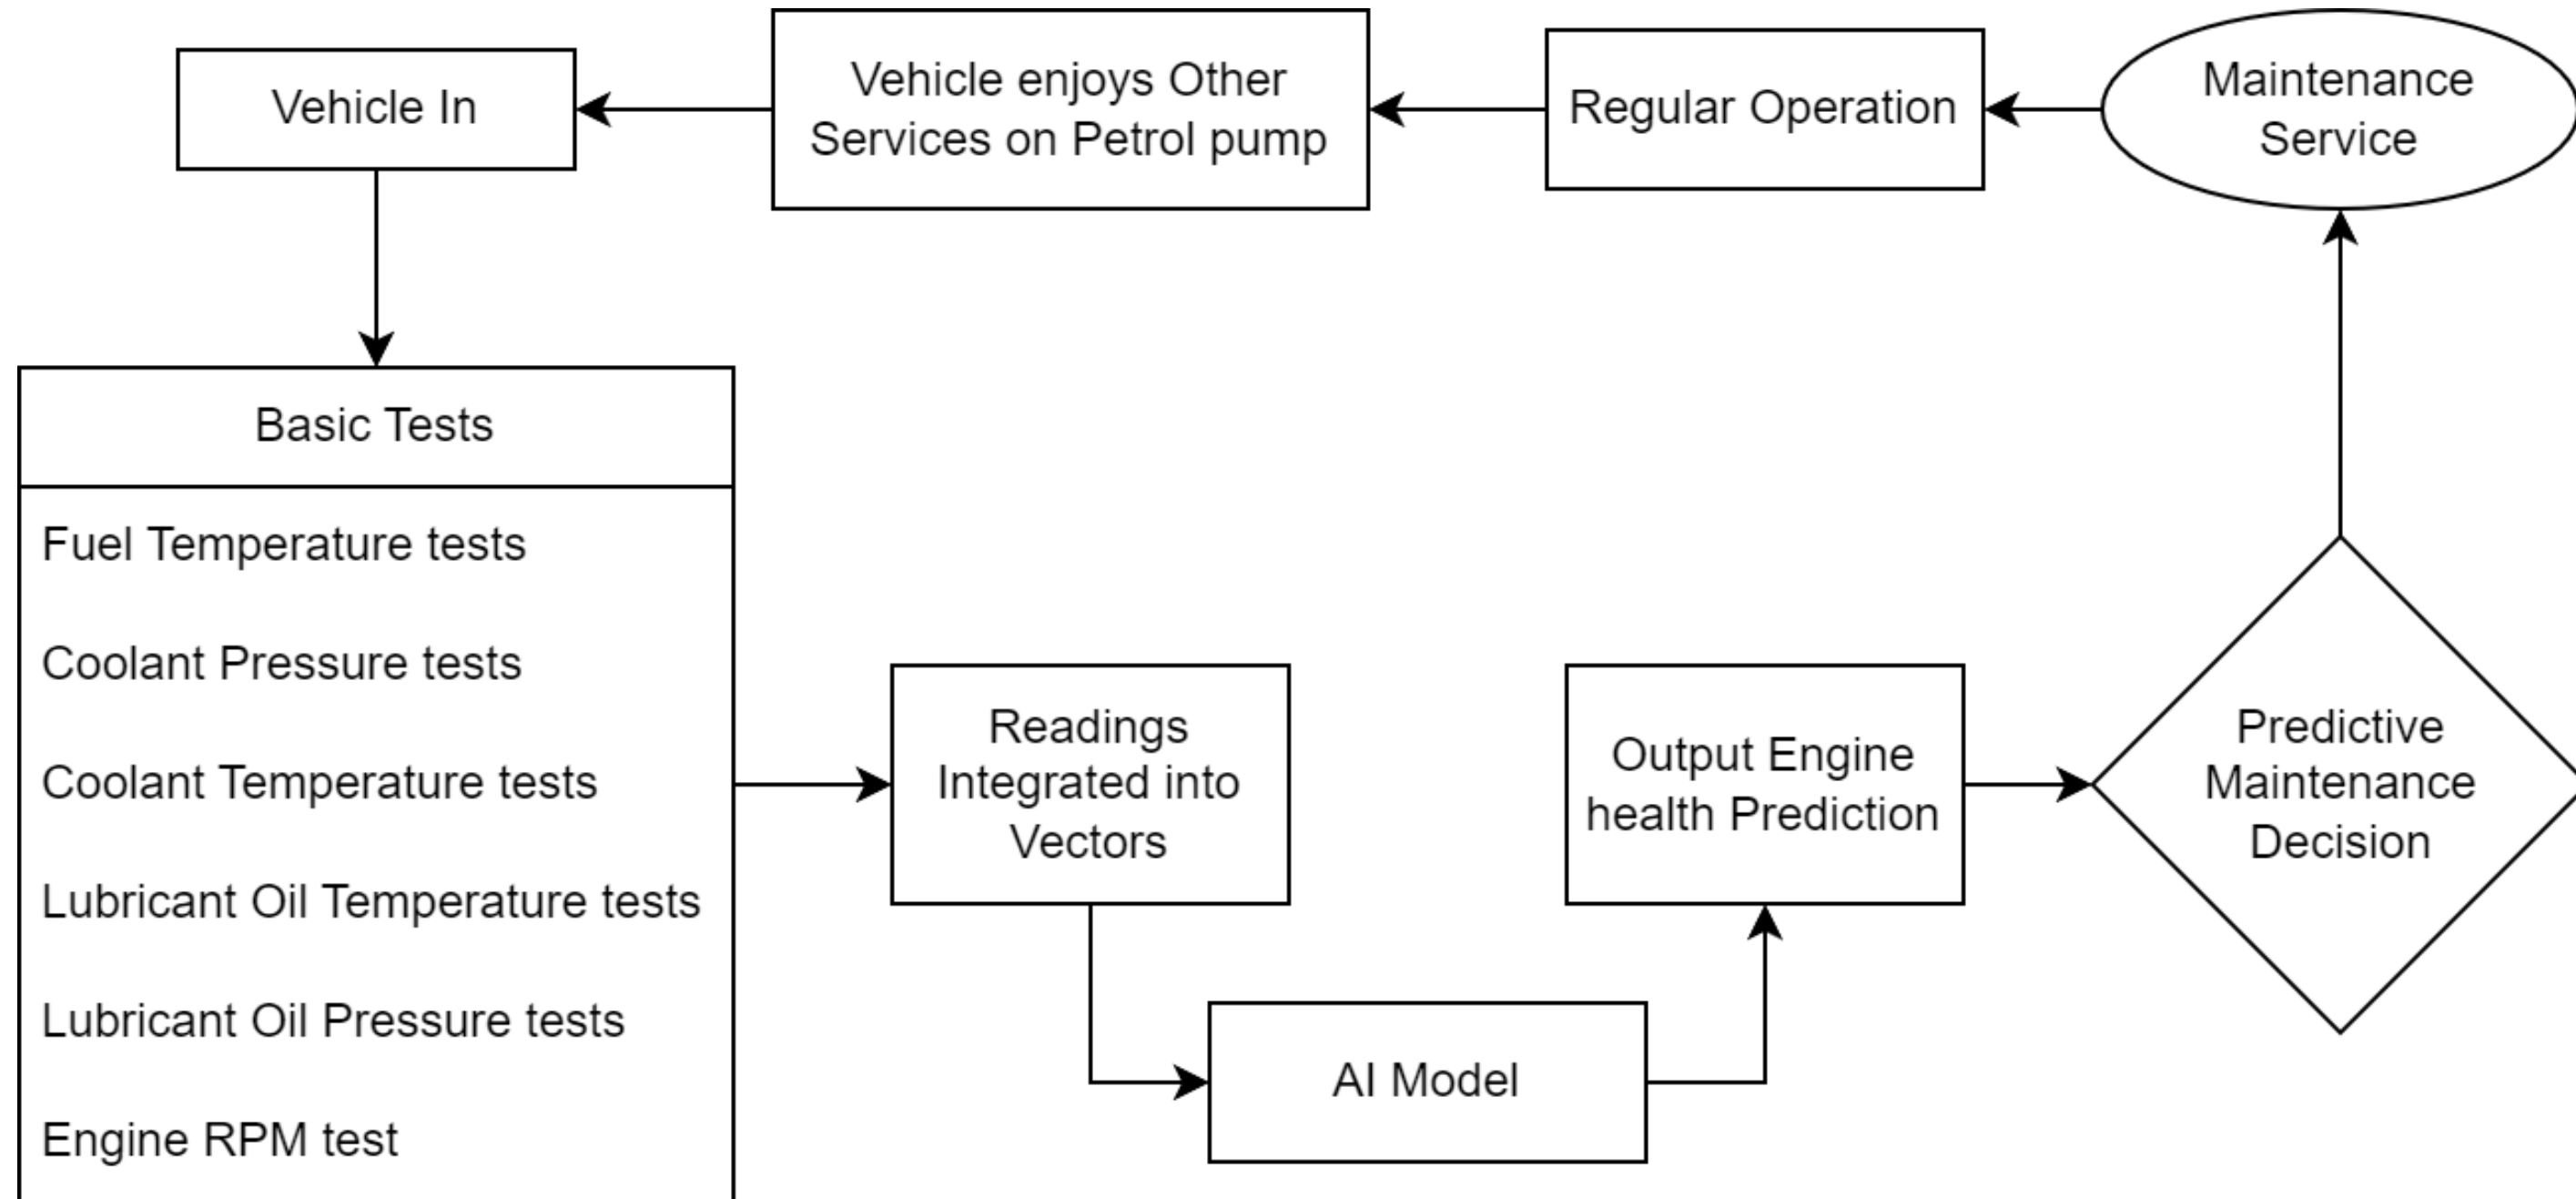 Vehicle In
Vehicle enjoys Other
Services on Petrol pump
Regular Operation
Maintenance
Service
Basic Tests
Fuel Temperature tests
Coolant Pressure tests
Coolant Temperature tests
Lubricant Oil Temperature tests
Lubricant Oil Pressure tests
Engine RPM test
Readings
Integrated into
Vectors
AI Model
Output Engine
health Prediction
Predictive
Maintenance
Decision